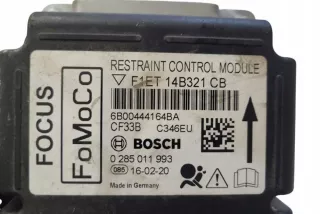 FOCUS
FoMoCo
RESTRAINT CONTROL MODULE
F1ET 14B321 CB
6B00444164BA
CF33B C346EU
BOSCH
0 285 011 993
085 16-02-20
Made in Germany